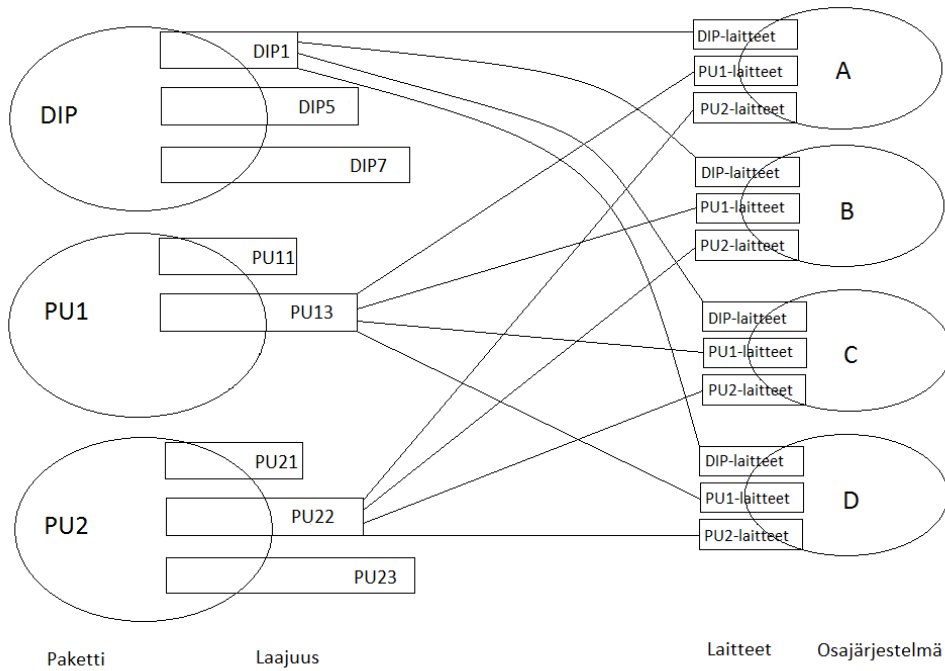 DIP
DIP1
DIP5
DIP7
PU1
PU11
PU13
PU2
PU21
PU22
PU23
DIP-laitteet
PU1-laitteet
PU2-laitteet
A
DIP-laitteet
PU1-laitteet
PU2-laitteet
B
DIP-laitteet
PU1-laitteet
PU2-laitteet
C
DIP-laitteet
PU1-laitteet
PU2-laitteet
D
Paketti
Laajuus
Laitteet
Osajärjestelmä